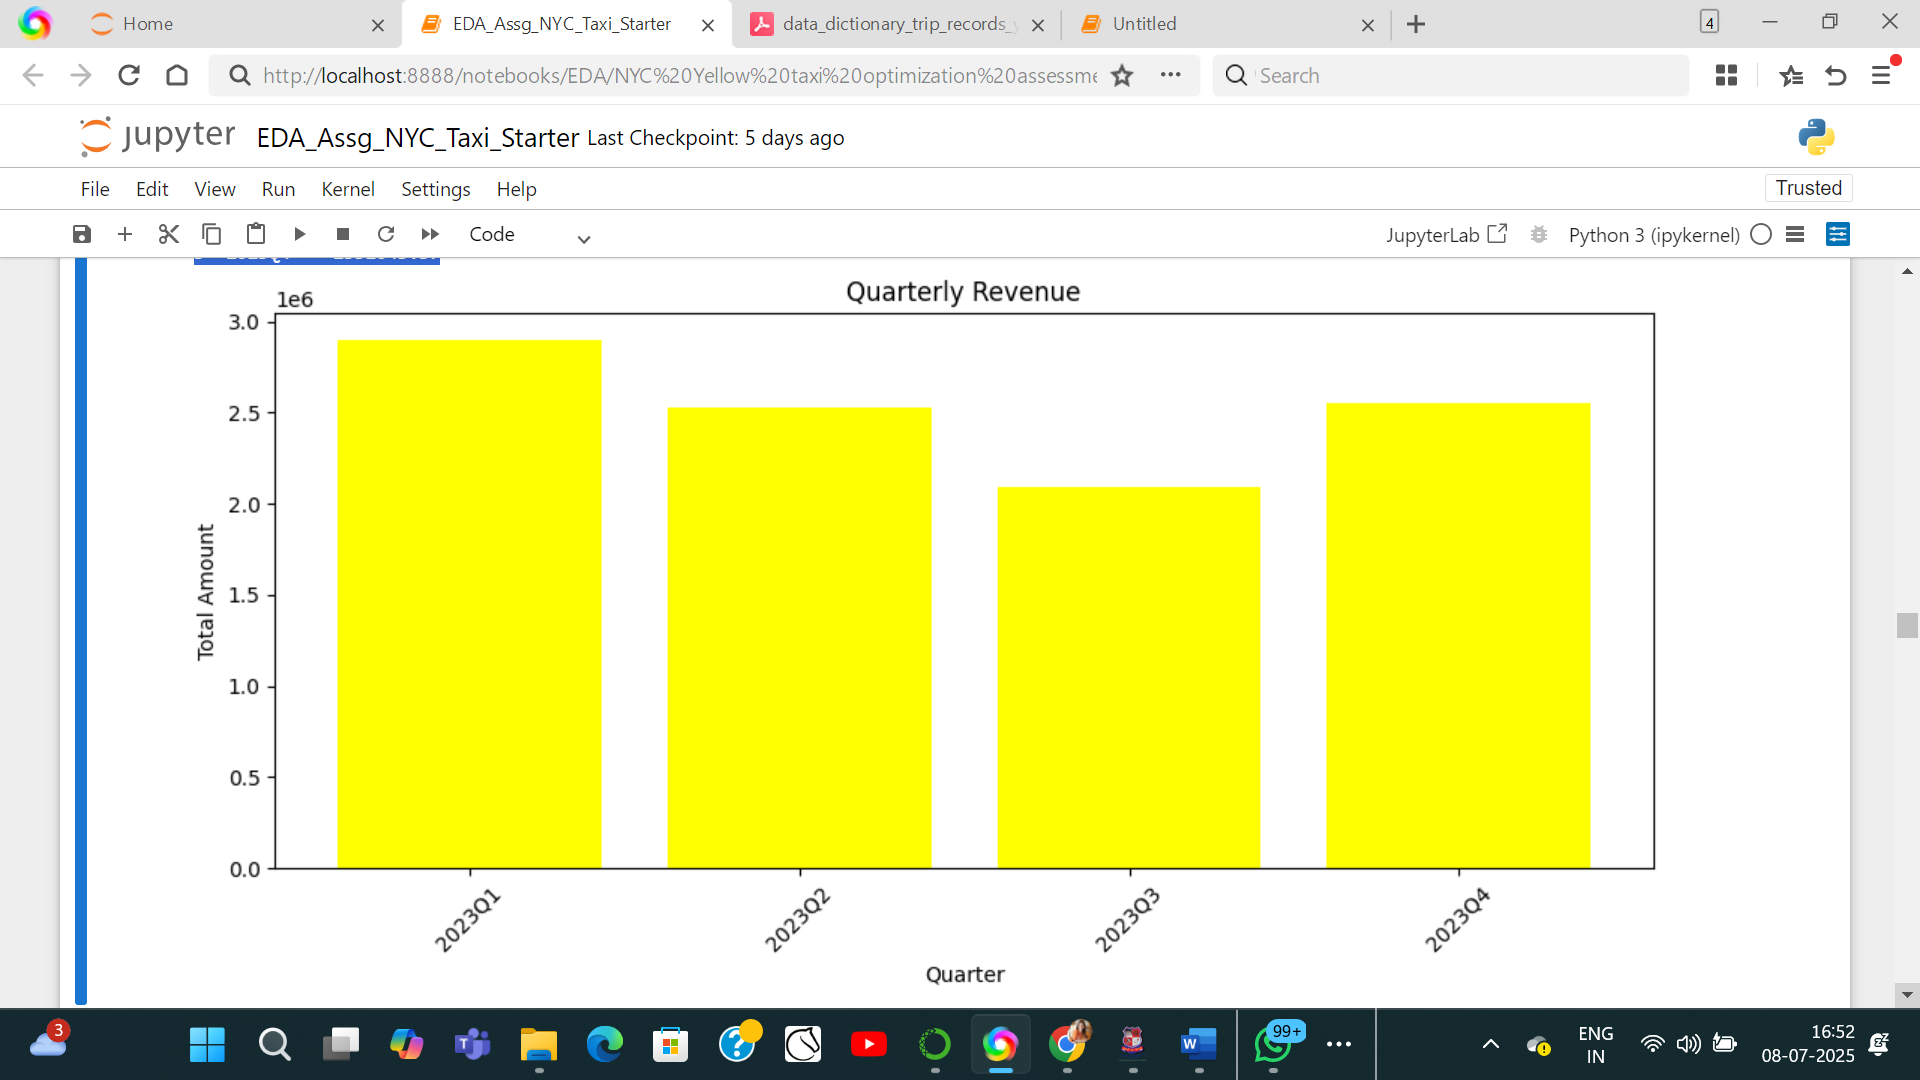 Home
EDA_Assg_NYC_Taxi_Starter
data_dictionary_trip_records_
Untitled
4
http://localhost:8888/notebooks/EDA/NYC%20Yellow%20taxi%20optimization%20assessme
Search
jupyter EDA_Assg_NYC_Taxi_Starter Last Checkpoint: 5 days ago
File Edit View Run Kernel Settings Help
Trusted
Code
JupyterLab
Python 3 (ipykernel)
Quarterly Revenue
1e6
3.0
2.5
2.0
1.5
1.0
0.5
0.0
Total Amount
2023Q1
2023Q2
2023Q3
2023Q4
Quarter
3
99+
ENG
IN
16:52
08-07-2025